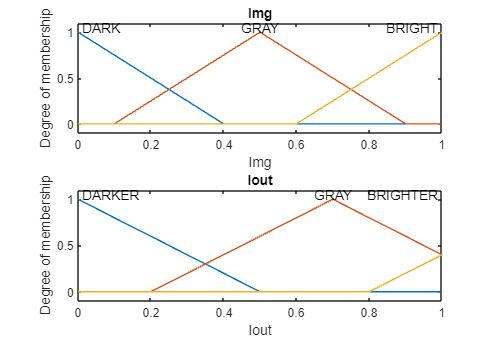 Img
DARK GRAY BRIGHT
Degree of membership
1
0.5
0
0 0.2 0.4 0.6 0.8 1
Img
Iout
DARKER GRAY BRIGHTER
Degree of membership
1
0.5
0
0 0.2 0.4 0.6 0.8 1
Iout